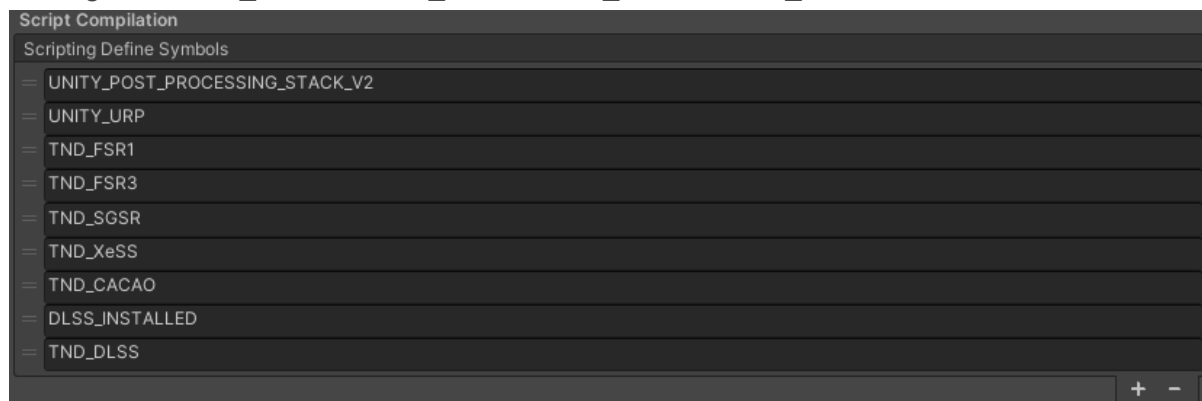 Script Compilation
Scripting Define Symbols
UNITY_POST_PROCESSING_STACK_V2
UNITY_URP
TND_FSR1
TND_FSR3
TND_SGSR
TND_XeSS
TND_CACAO
DLSS_INSTALLED
TND_DLSS
+ −